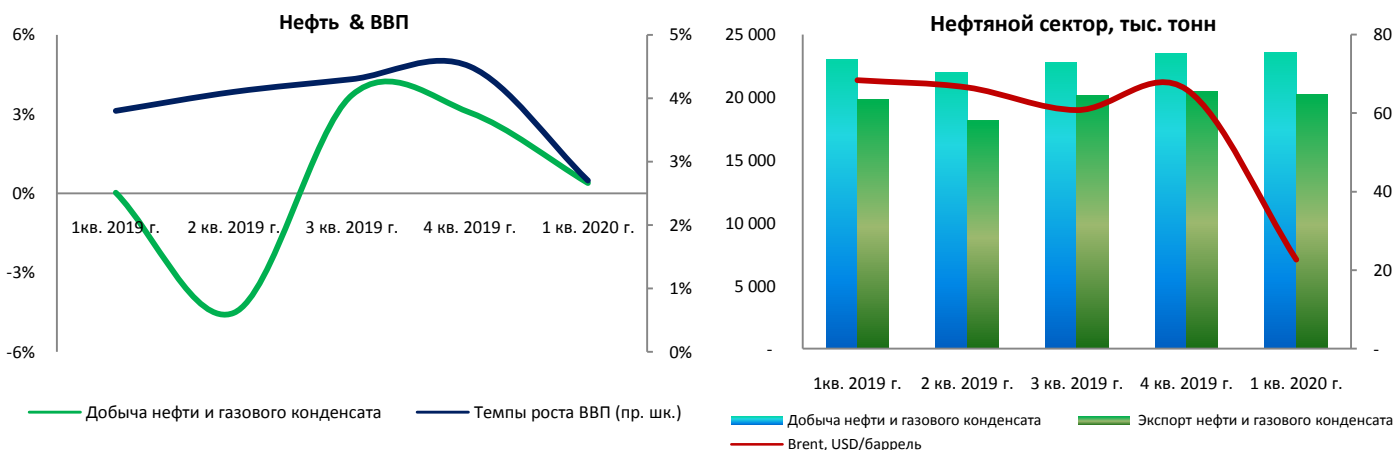 Нефть & ВВП
6%
3%
0%
-3%
-6%
5%
4%
3%
2%
1%
0%
1кв. 2019 г.
2 кв. 2019 г.
3 кв. 2019 г.
4 кв. 2019 г.
1 кв. 2020 г.
Добыча нефти и газового конденсата
Темпы роста ВВП (пр. шк.)
Нефтяной сектор, тыс. тонн
25 000
20 000
15 000
10 000
5 000
-
80
60
40
20
-
1кв. 2019 г.
2 кв. 2019 г.
3 кв. 2019 г.
4 кв. 2019 г.
1 кв. 2020 г.
Добыча нефти и газового конденсата
Экспорт нефти и газового конденсата
Brent, USD/баррель